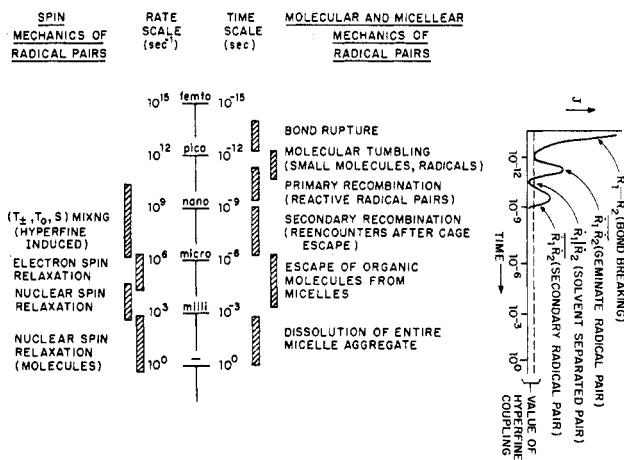 SPIN
MECHANICS OF
RADICAL PAIRS
RATE
SCALE
(sec⁻¹)
TIME
SCALE
(sec)
MOLECULAR AND MICELLEAR
MECHANICS OF
RADICAL PAIRS
10¹⁵ femto 10⁻¹⁵
BOND RUPTURE
10¹² pico 10⁻¹²
MOLECULAR TUMBLING
(SMALL MOLECULES, RADICALS)
PRIMARY RECOMBINATION
(REACTIVE RADICAL PAIRS)
10⁹ nano 10⁻⁹
(T±, T₀, S) MIXNG
(HYPERFINE
INDUCED)
SECONDARY RECOMBINATION
(REENCOUNTERS AFTER CAGE
ESCAPE)
10⁶ micro 10⁻⁶
ELECTRON SPIN
RELAXATION
ESCAPE OF ORGANIC
MOLECULES FROM
MICELLES
NUCLEAR SPIN
RELAXATION
10³ milli 10⁻³
NUCLEAR SPIN
RELAXATION
(MOLECULES)
DISSOLUTION OF ENTIRE
MICELLE AGGREGATE
10⁰ — 10⁰
J
R₁—R₂ (BOND BREAKING)
Ṙ₁ Ṙ₂ (GEMINATE RADICAL PAIR)
Ṙ₁|Ṙ₂ (SOLVENT SEPARATED PAIR)
Ṙ₁Ṙ₂ (SECONDARY RADICAL PAIR)
10⁻¹²
10⁻⁹
10⁻⁶
10⁻³
10⁰
TIME
VALUE OF
HYPERFINE
COUPLING